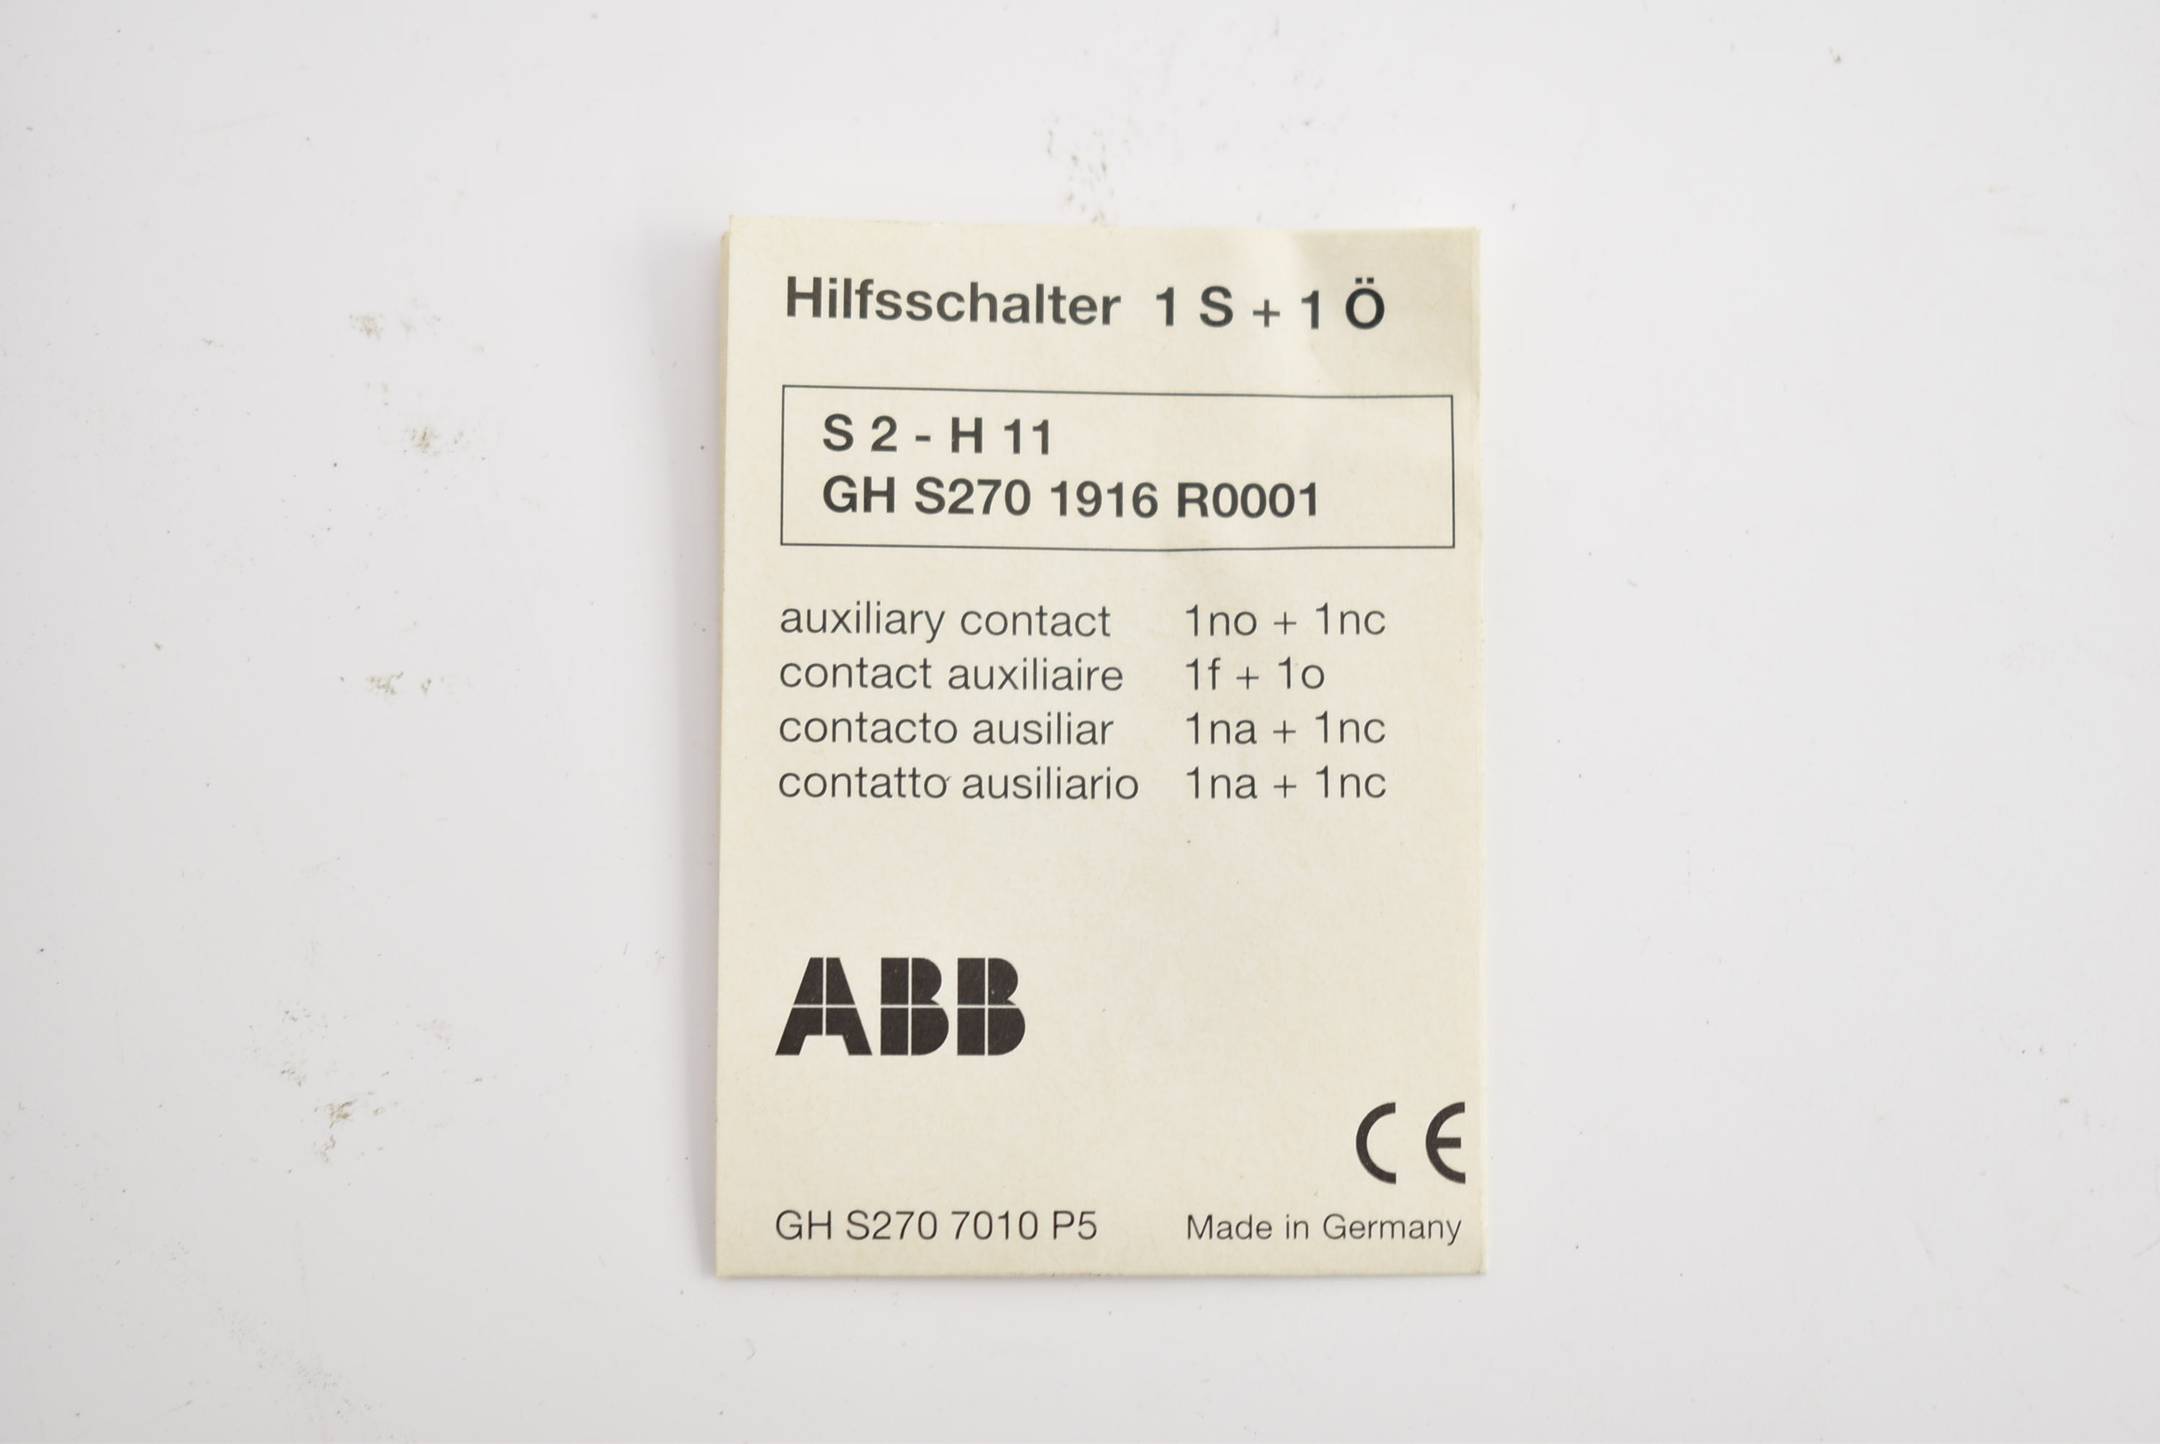 Hilfsschalter 1 S + 1 Ö
S 2 - H 11
GH S270 1916 R0001
auxiliary contact 1no + 1nc
contact auxiliaire 1f + 1o
contacto ausiliar 1na + 1nc
contatto ausiliario 1na + 1nc
ABB
CE
GH S270 7010 P5 Made in Germany